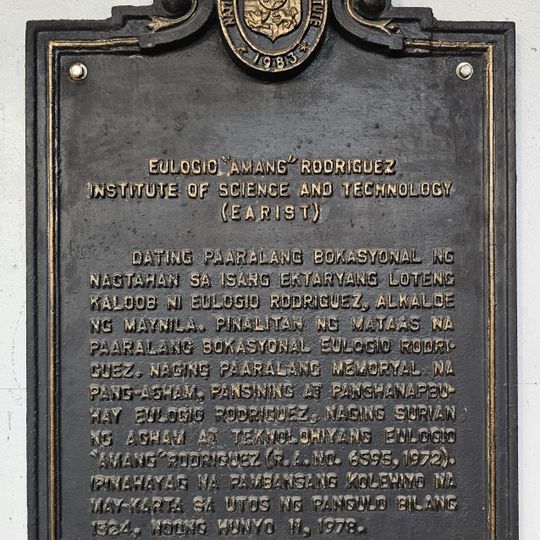 1983
EULOGIO "AMANG" RODRIGUEZ
INSTITUTE OF SCIENCE AND TECHNOLOGY
(EARIST)
DATING PAARALANG BOKASYONAL NG
NAGTAHAN SA ISANG EKTARYANG LOTENG
KALOOB NI EULOGIO RODRIGUEZ, ALKALDE
NG MAYNILA. PINALITAN NG MATAAS NA
PAARALANG BOKASYONAL EULOGIO RODRI-
GUEZ. NAGING PAARALANG MEMORYAL NA
PANG-AGHAM, PANSINING AT PANGHANAPBU-
HAY EULOGIO RODRIGUEZ. NAGING SURIAN
NG AGHAM AT TEKNOLOHIYANG EULOGIO
"AMANG" RODRIGUEZ (R.A. NO. 6595, 1972).
IPINAHAYAG NA PAMBANSANG KOLEHIYO NA
MAY-KARTA SA UTOS NG PANGULO BILANG
1524, NOONG HUNYO 11, 1978.